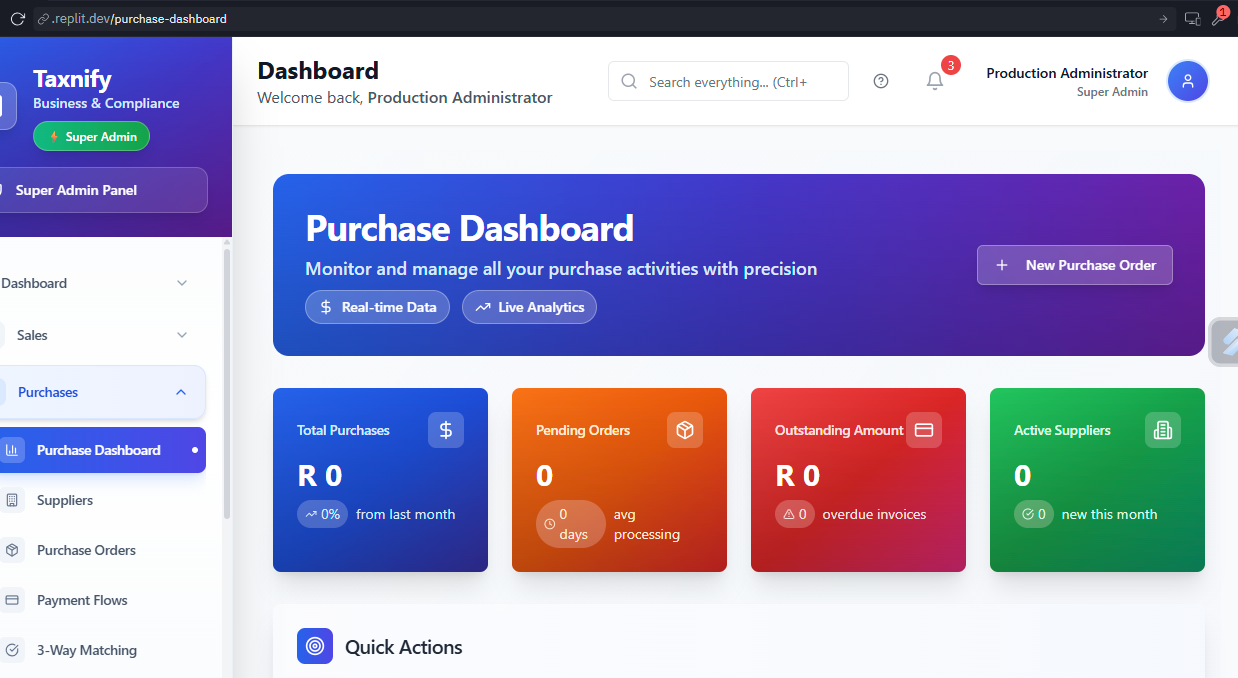 .replit.dev/purchase-dashboard
1
Taxnify
Business & Compliance
Super Admin
Super Admin Panel
Dashboard
Sales
Purchases
Purchase Dashboard
Suppliers
Purchase Orders
Payment Flows
3-Way Matching
Dashboard
Welcome back, Production Administrator
Search everything... (Ctrl+
3
Production Administrator
Super Admin
Purchase Dashboard
Monitor and manage all your purchase activities with precision
Real-time Data
Live Analytics
New Purchase Order
Total Purchases
R 0
0% from last month
Pending Orders
0
0 days
avg processing
Outstanding Amount
R 0
0 overdue invoices
Active Suppliers
0
0 new this month
Quick Actions